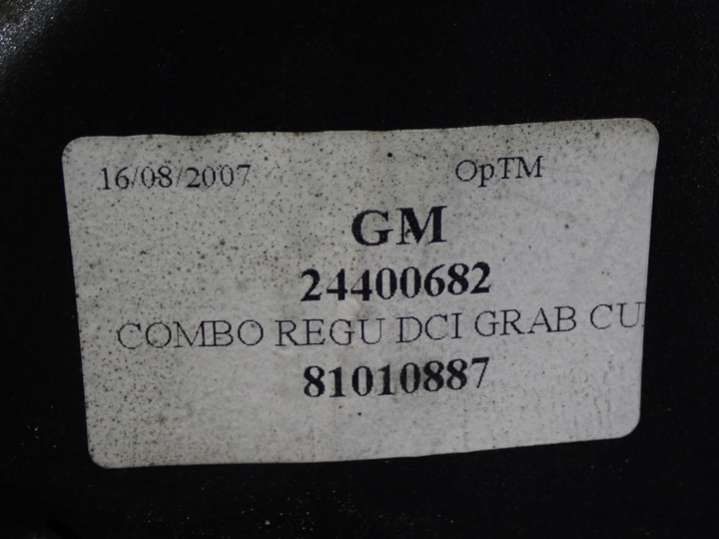 16/08/2007 OpTM
GM
24400682
COMBO REGU DCI GRAB
81010887